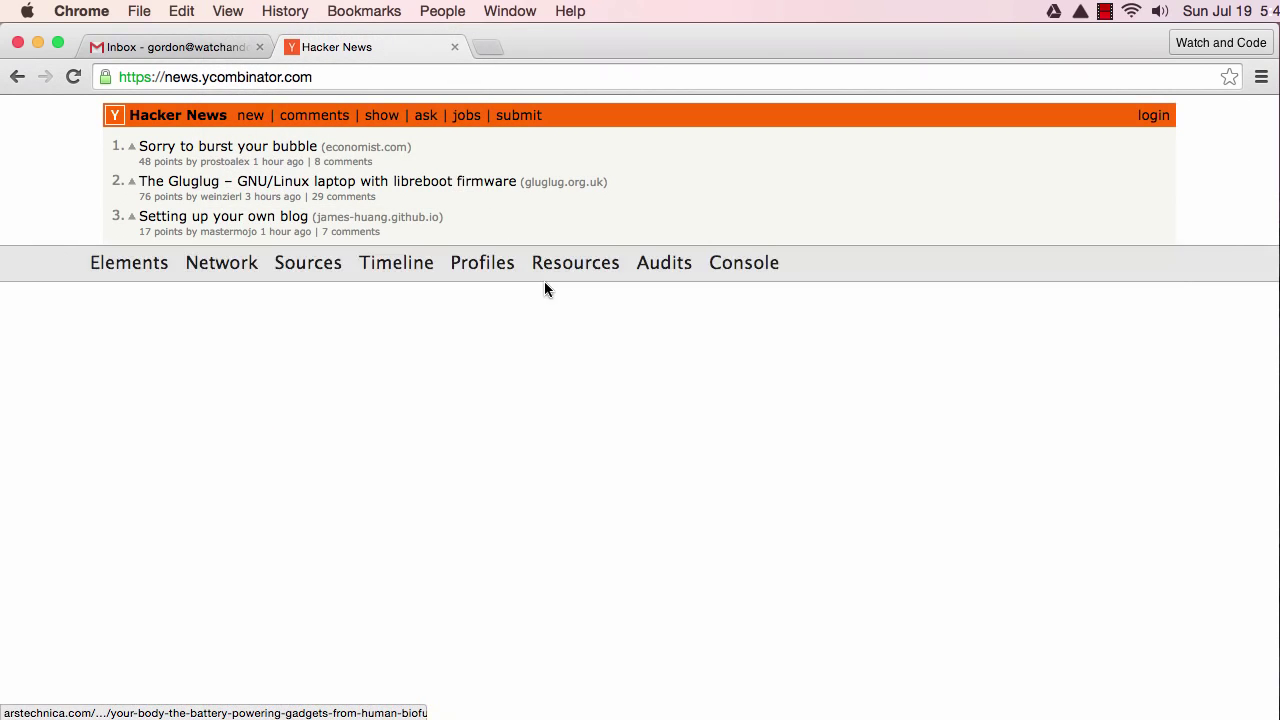 Chrome File Edit View History Bookmarks People Window Help Sun Jul 19 5 4
Inbox - gordon@watchand Hacker News Watch and Code
https://news.ycombinator.com
Y Hacker News new | comments | show | ask | jobs | submit login
1. Sorry to burst your bubble (economist.com)
48 points by prostoalex 1 hour ago | 8 comments
2. The Gluglug – GNU/Linux laptop with libreboot firmware (gluglug.org.uk)
76 points by weinzierl 3 hours ago | 29 comments
3. Setting up your own blog (james-huang.github.io)
17 points by mastermojo 1 hour ago | 7 comments
Elements Network Sources Timeline Profiles Resources Audits Console
arstechnica.com/.../your-body-the-battery-powering-gadgets-from-human-biofu